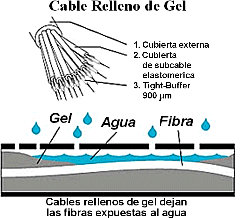 Cable Relleno de Gel
1. Cubierta externa
2. Cubierta
de subcable
elastomerica
3. Tight-Buffer
900 µm
Gel
Agua
Fibra
Cables rellenos de gel dejan
las fibras expuestas al agua